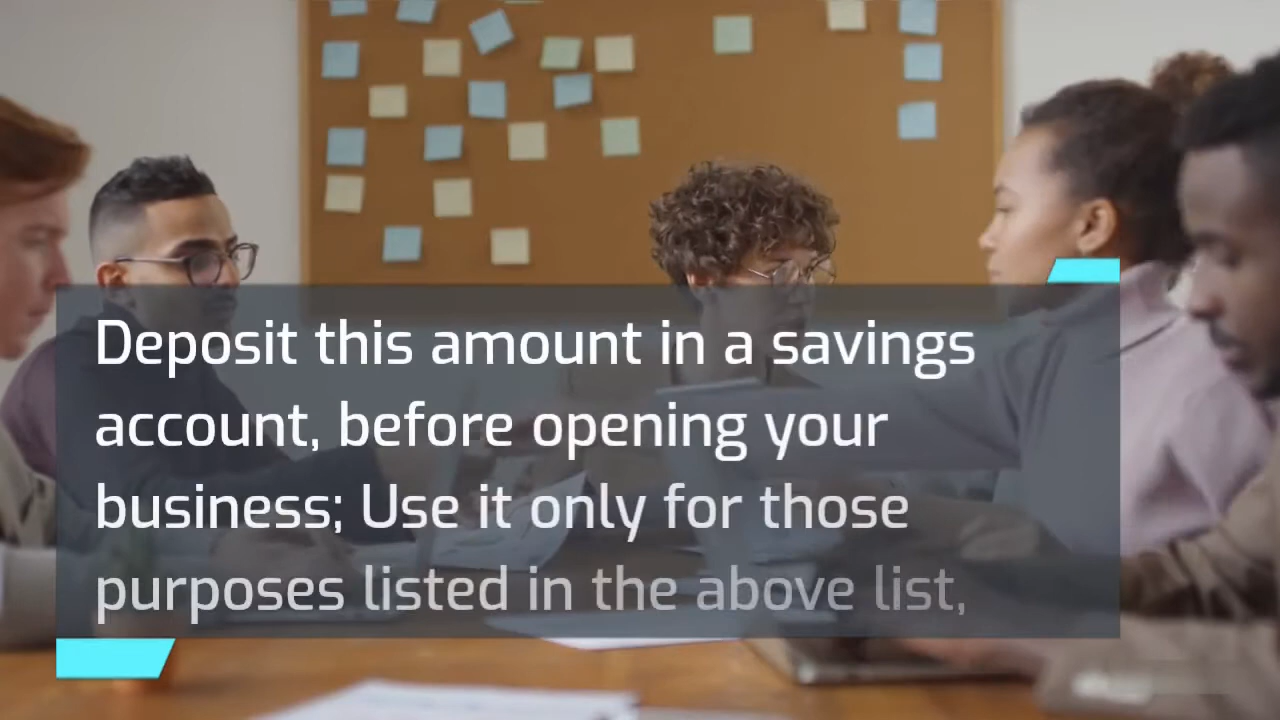 Deposit this amount in a savings
account, before opening your
business; Use it only for those
purposes listed in the above list,